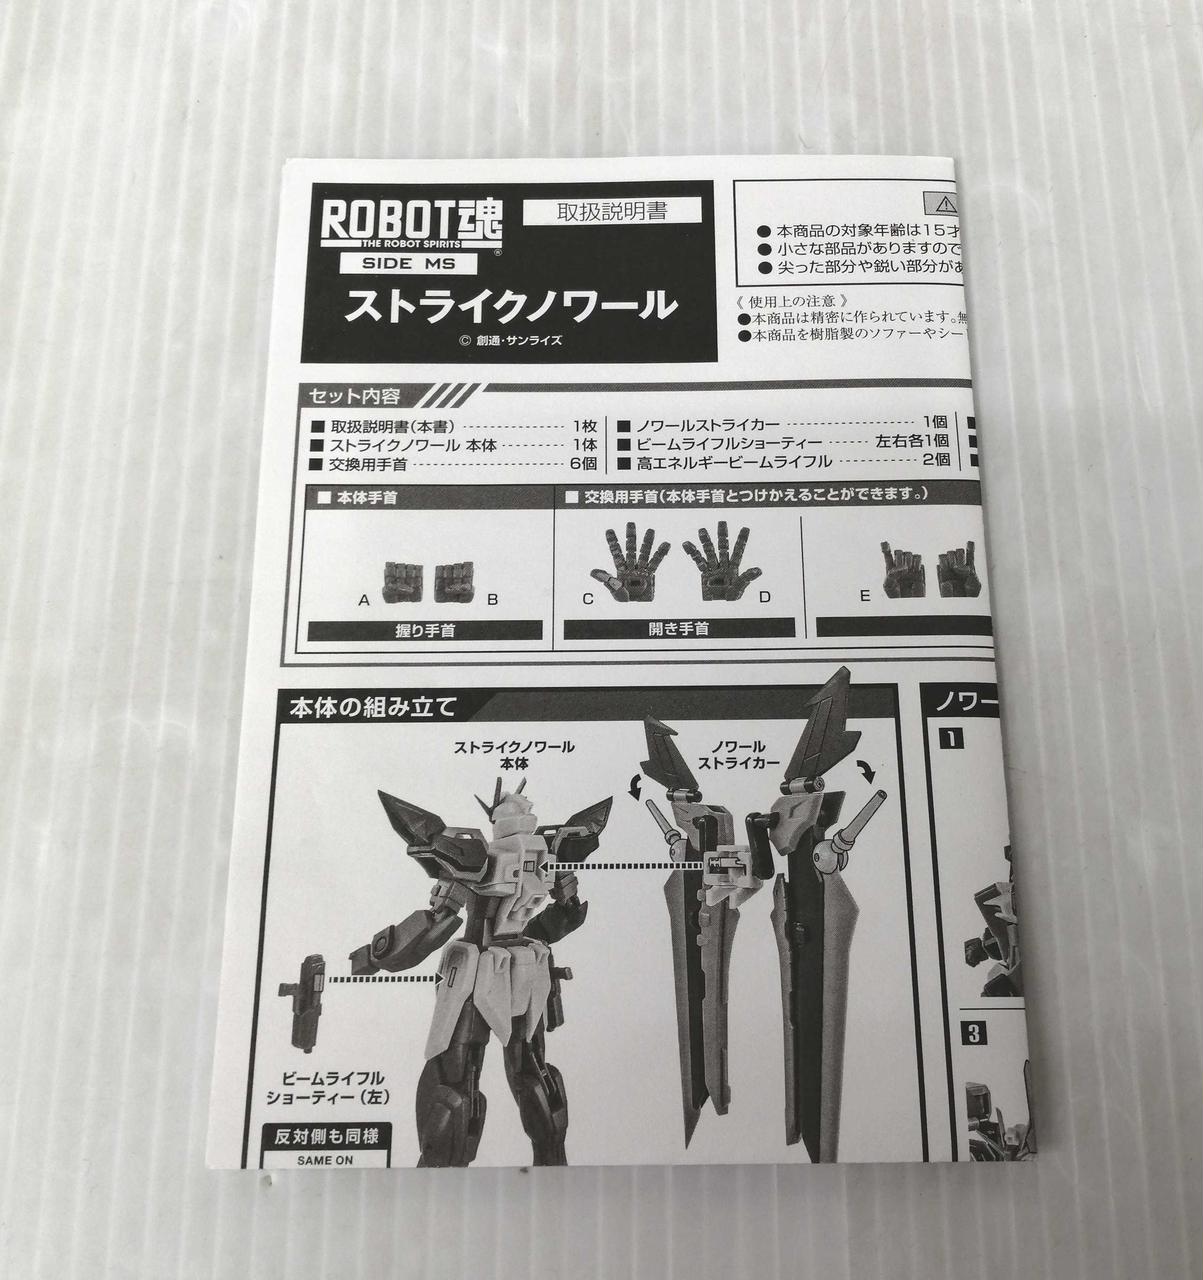 ROBOT魂
THE ROBOT SPIRITS
®
SIDE MS
取扱説明書
ストライクノワール
© 創通・サンライズ
●本商品の対象年齢は15才
●小さな部品がありますので
●尖った部分や鋭い部分があ
《 使用上の注意 》
●本商品は精密に作られています。無
●本商品を樹脂製のソファーやシー
セット内容
■ 取扱説明書(本書) 1枚
■ ストライクノワール 本体 1体
■ 交換用手首 6個
■ ノワールストライカー 1個
■ ビームライフルショーティー 左右各1個
■ 高エネルギービームライフル 2個
■ 本体手首
■ 交換用手首(本体手首とつけかえることができます。)
A
B
C
D
E
握り手首
開き手首
本体の組み立て
ストライクノワール
本体
ノワール
ストライカー
ビームライフル
ショーティー(左)
反対側も同様
SAME ON
ノワー
1
3